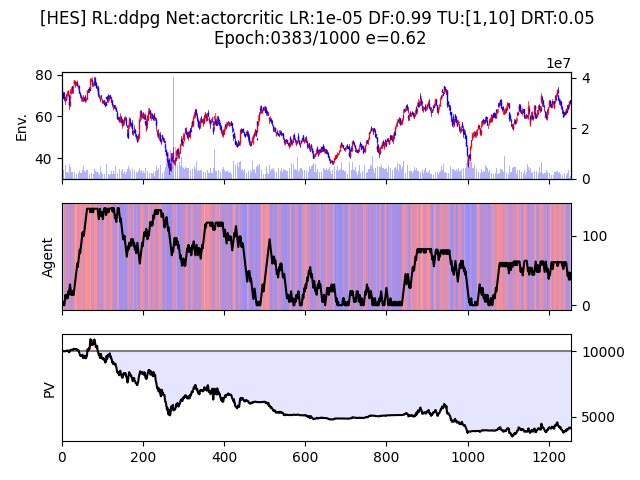 [HES] RL:ddpg Net:actorcritic LR:1e-05 DF:0.99 TU:[1,10] DRT:0.05
Epoch:0383/1000 e=0.62
1e7
80
60
40
Env.
4
2
0
Agent
100
0
PV
10000
5000
0 200 400 600 800 1000 1200